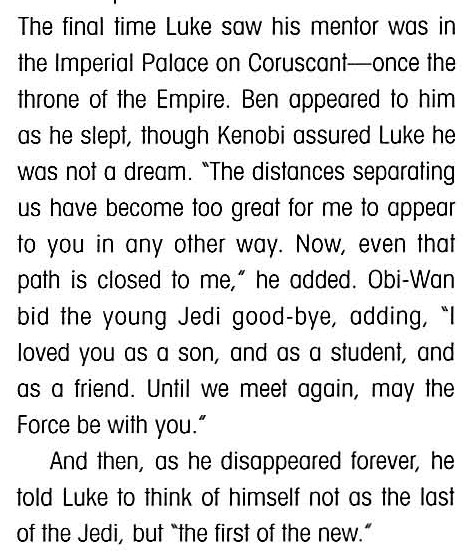 The final time Luke saw his mentor was in
the Imperial Palace on Coruscant—once the
throne of the Empire. Ben appeared to him
as he slept, though Kenobi assured Luke he
was not a dream. “The distances separating
us have become too great for me to appear
to you in any other way. Now, even that
path is closed to me,” he added. Obi-Wan
bid the young Jedi good-bye, adding, “I
loved you as a son, and as a student, and
as a friend. Until we meet again, may the
Force be with you.”
And then, as he disappeared forever, he
told Luke to think of himself not as the last
of the Jedi, but “the first of the new.”